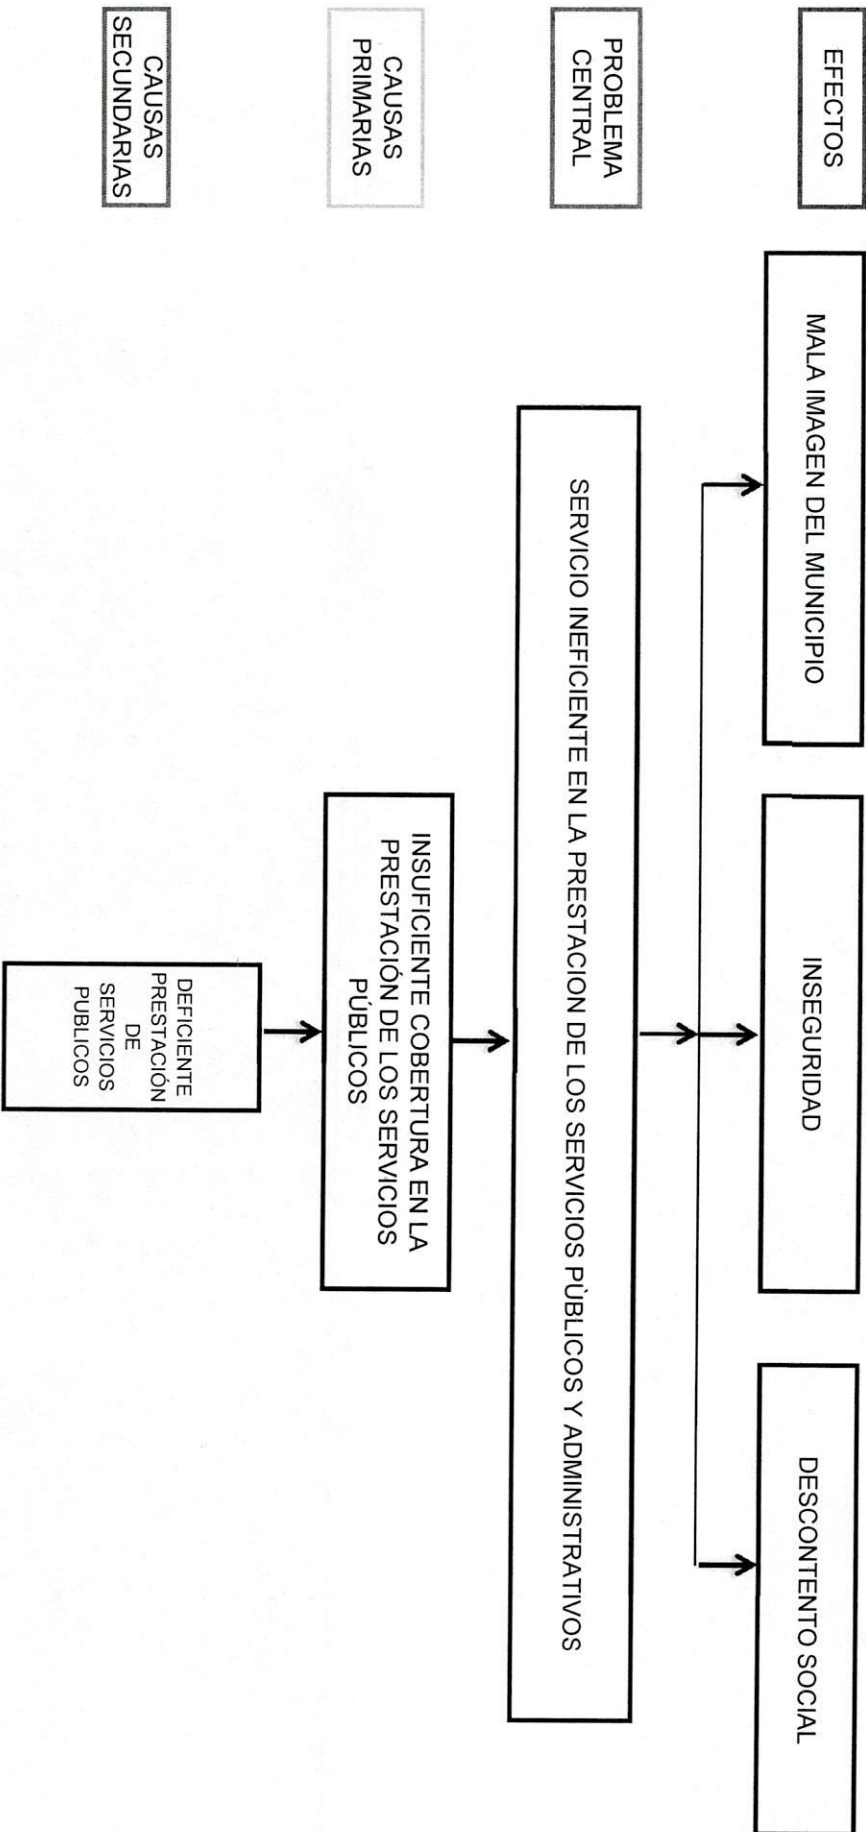 EFECTOS
MALA IMAGEN DEL MUNICIPIO
INSEGURIDAD
DESCONTENTO SOCIAL
PROBLEMA
CENTRAL
SERVICIO INEFICIENTE EN LA PRESTACION DE LOS SERVICIOS PÙBLICOS Y ADMINISTRATIVOS
CAUSAS
PRIMARIAS
INSUFICIENTE COBERTURA EN LA
PRESTACIÓN DE LOS SERVICIOS
PÚBLICOS
CAUSAS
SECUNDARIAS
DEFICIENTE
PRESTACIÓN
DE
SERVICIOS
PUBLICOS